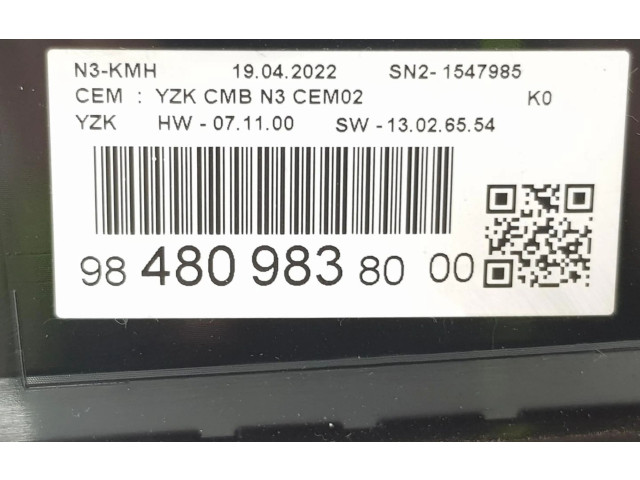 N3-KMH 19.04.2022 SN2- 1547985
CEM : YZK CMB N3 CEM02 K0
YZK HW - 07.11.00 SW - 13.02.65.54
98 480 983 80 00